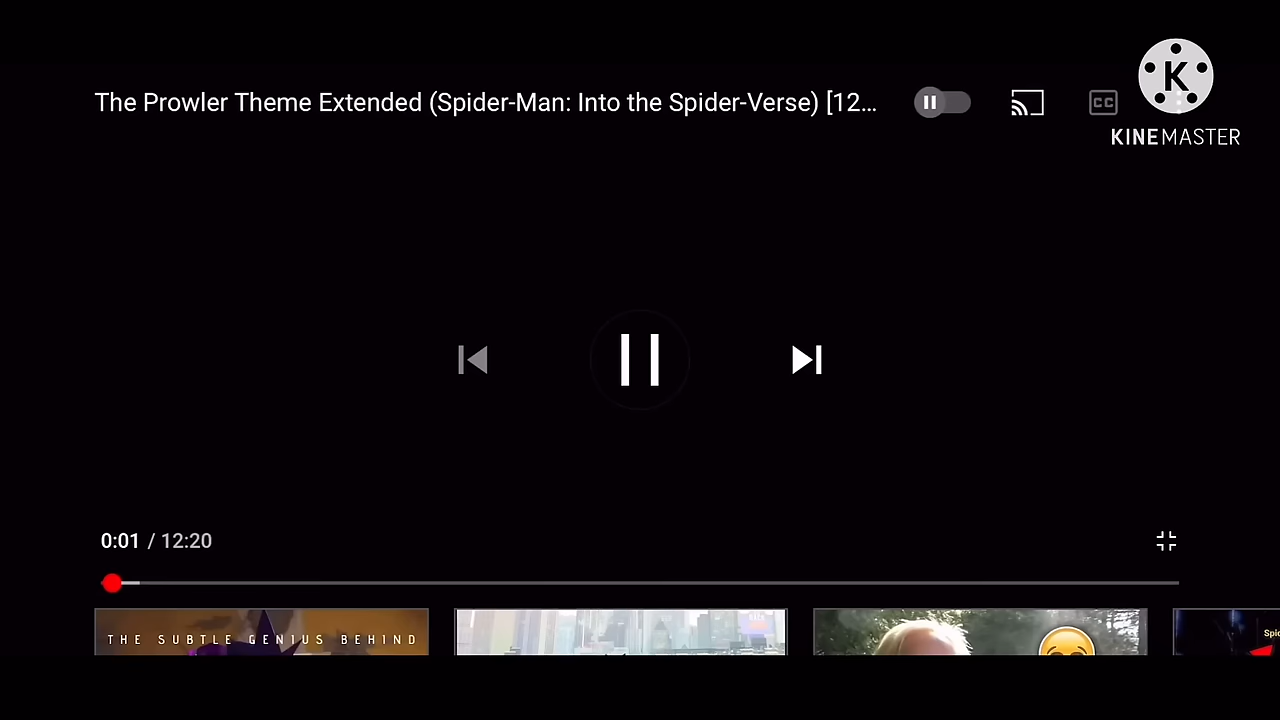 The Prowler Theme Extended (Spider-Man: Into the Spider-Verse) [12...
CC
K
KINEMASTER
0:01 / 12:20
THE SUBTLE GENIUS BEHIND